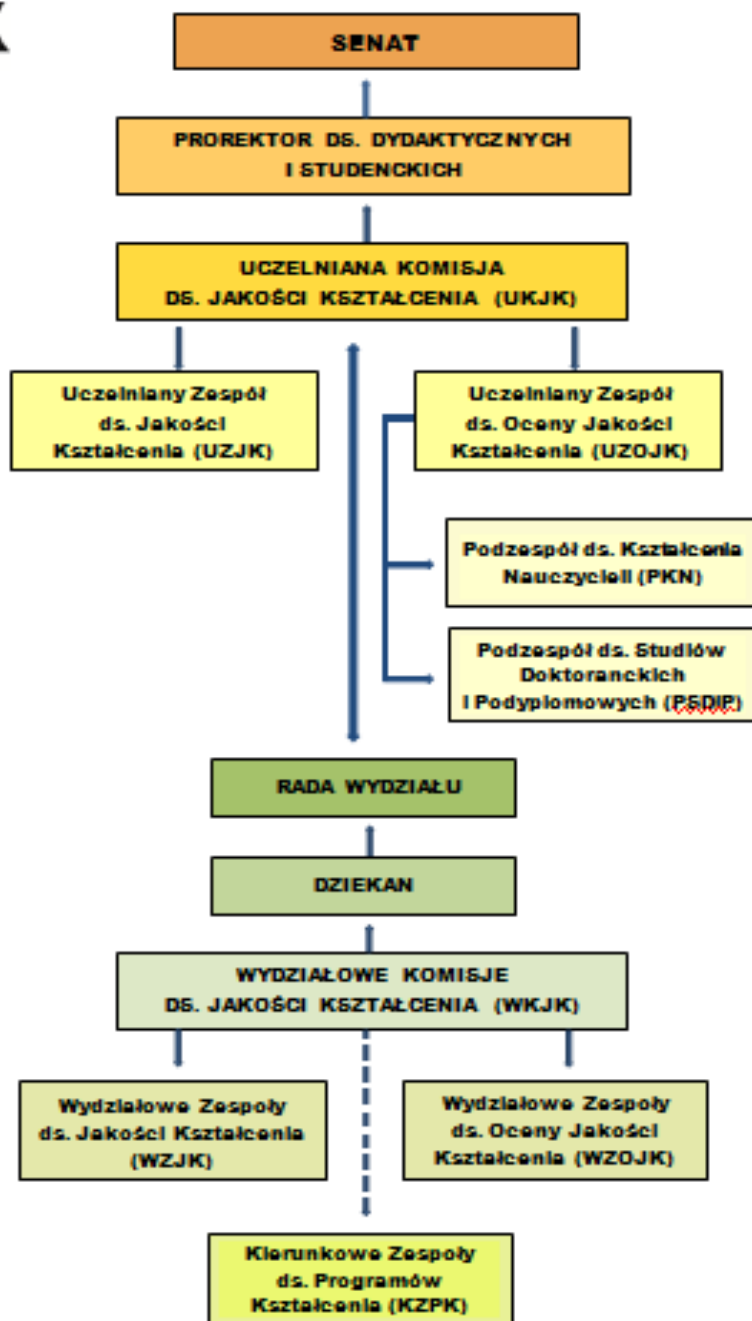 SENAT
PROREKTOR DS. DYDAKTYCZNYCH
I STUDENCKICH
UCZELNIANA KOMISJA
DS. JAKOŚCI KSZTAŁCENIA (UKJK)
Uczelniany Zespół
ds. Jakości
Kształcenia (UZJK)
Uczelniany Zespół
ds. Oceny Jakości
Kształcenia (UZOJK)
Podzespół ds. Kształcenia
Nauczycieli (PKN)
Podzespół ds. Studiów
Doktoranckich
i Podyplomowych (PSDIP)
RADA WYDZIAŁU
DZIEKAN
WYDZIAŁOWE KOMISJE
DS. JAKOŚCI KSZTAŁCENIA (WKJK)
Wydziałowe Zespoły
ds. Jakości Kształcenia
(WZJK)
Wydziałowe Zespoły
ds. Oceny Jakości
Kształcenia (WZOJK)
Kierunkowe Zespoły
ds. Programów
Kształcenia (KZPK)